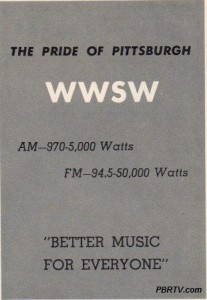 THE PRIDE OF PITTSBURGH
WWSW
AM—970-5,000 Watts
FM—94.5-50,000 Watts
"BETTER MUSIC
FOR EVERYONE"
PBRTV.com